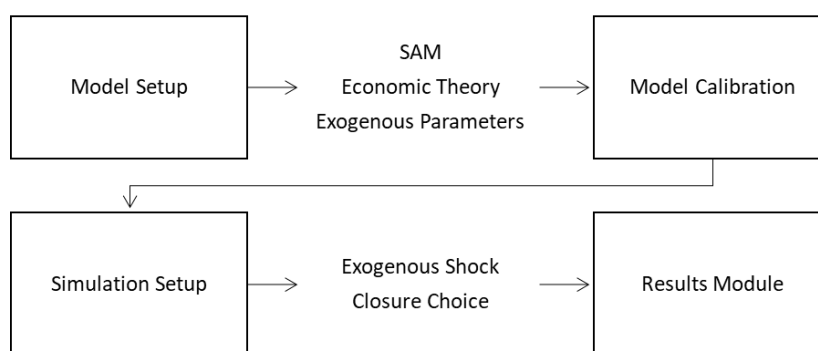 Model Setup
SAM
Economic Theory
Exogenous Parameters
Model Calibration
Simulation Setup
Exogenous Shock
Closure Choice
Results Module